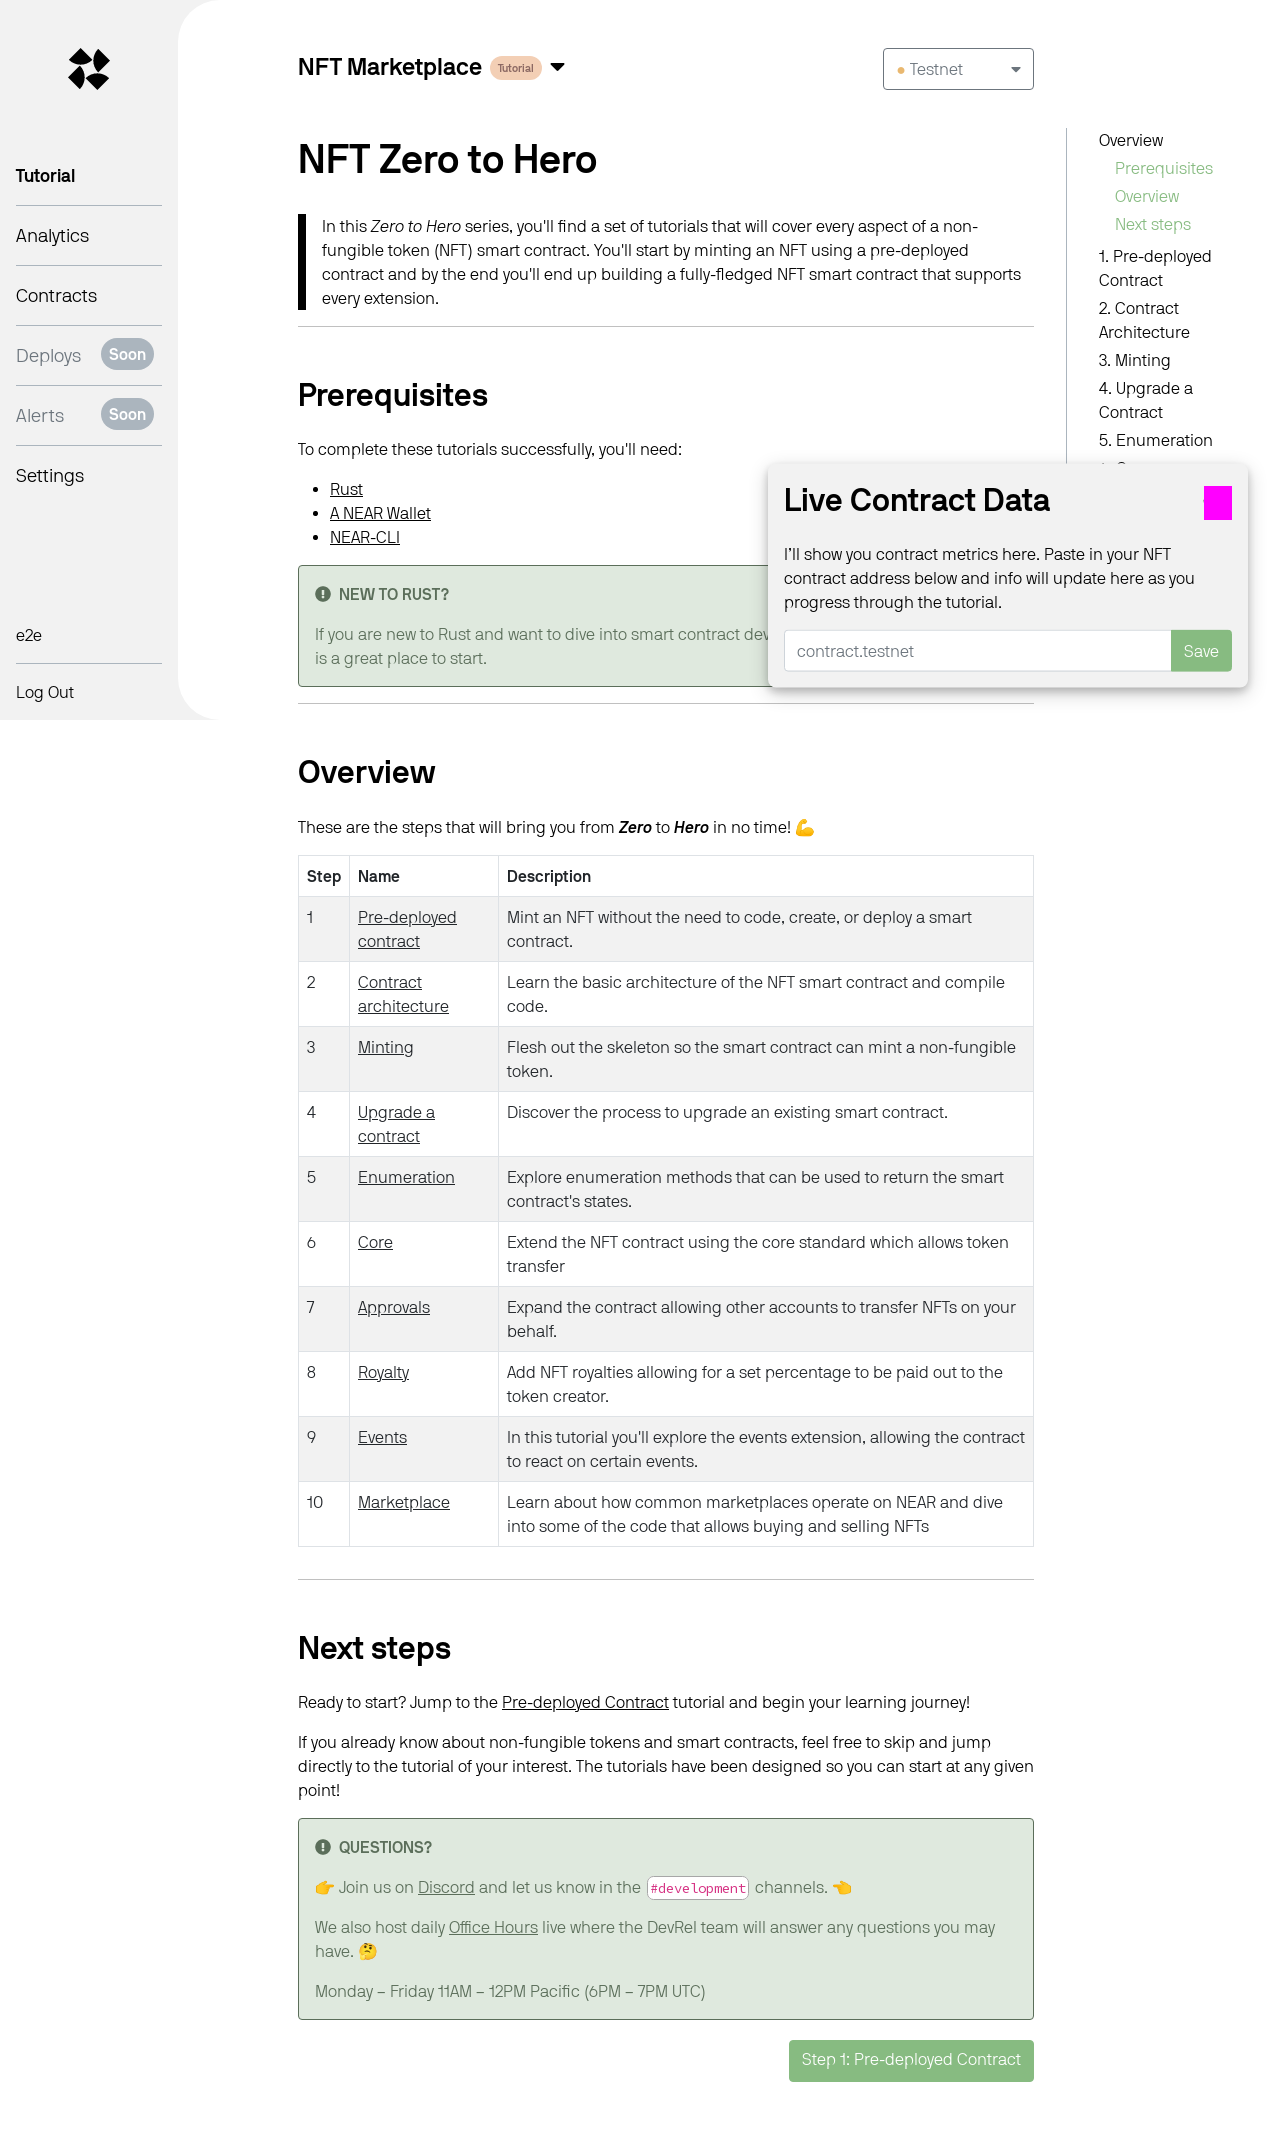 NFT Marketplace Tutorial
Testnet
Tutorial
Analytics
Contracts
Deploys Soon
Alerts Soon
Settings
e2e
Log Out
NFT Zero to Hero
In this Zero to Hero series, you'll find a set of tutorials that will cover every aspect of a non-
fungible token (NFT) smart contract. You'll start by minting an NFT using a pre-deployed
contract and by the end you'll end up building a fully-fledged NFT smart contract that supports
every extension.
Overview
Prerequisites
Overview
Next steps
1. Pre-deployed
Contract
2. Contract
Architecture
3. Minting
4. Upgrade a
Contract
5. Enumeration
Prerequisites
To complete these tutorials successfully, you'll need:
• Rust
• A NEAR Wallet
• NEAR-CLI
NEW TO RUST?
If you are new to Rust and want to dive into smart contract dev
is a great place to start.
Live Contract Data
I'll show you contract metrics here. Paste in your NFT
contract address below and info will update here as you
progress through the tutorial.
contract.testnet Save
Overview
These are the steps that will bring you from Zero to Hero in no time! 💪
Step Name Description
1 Pre-deployed contract Mint an NFT without the need to code, create, or deploy a smart contract.
2 Contract architecture Learn the basic architecture of the NFT smart contract and compile code.
3 Minting Flesh out the skeleton so the smart contract can mint a non-fungible token.
4 Upgrade a contract Discover the process to upgrade an existing smart contract.
5 Enumeration Explore enumeration methods that can be used to return the smart contract's states.
6 Core Extend the NFT contract using the core standard which allows token transfer
7 Approvals Expand the contract allowing other accounts to transfer NFTs on your behalf.
8 Royalty Add NFT royalties allowing for a set percentage to be paid out to the token creator.
9 Events In this tutorial you'll explore the events extension, allowing the contract to react on certain events.
10 Marketplace Learn about how common marketplaces operate on NEAR and dive into some of the code that allows buying and selling NFTs
Next steps
Ready to start? Jump to the Pre-deployed Contract tutorial and begin your learning journey!
If you already know about non-fungible tokens and smart contracts, feel free to skip and jump
directly to the tutorial of your interest. The tutorials have been designed so you can start at any given
point!
QUESTIONS?
👉 Join us on Discord and let us know in the #development channels. 👈
We also host daily Office Hours live where the DevRel team will answer any questions you may
have. 🤔
Monday – Friday 11AM – 12PM Pacific (6PM – 7PM UTC)
Step 1: Pre-deployed Contract